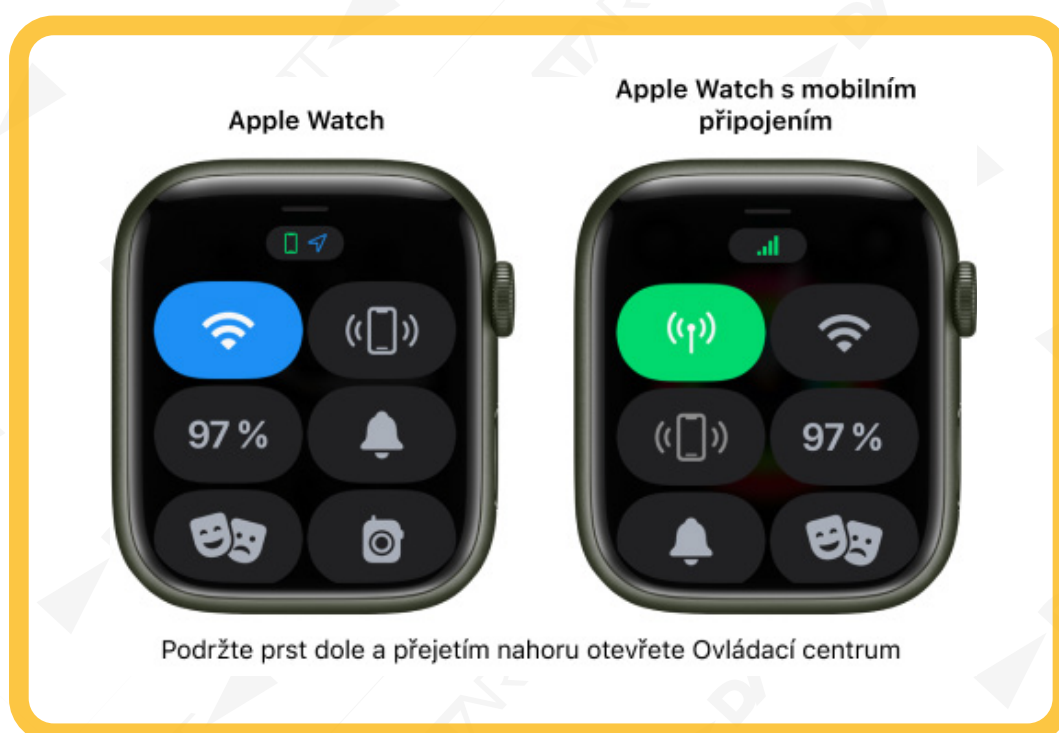 Apple Watch
Apple Watch s mobilním
připojením
97 %
97 %
Podržte prst dole a přejetím nahoru otevřete Ovládací centrum